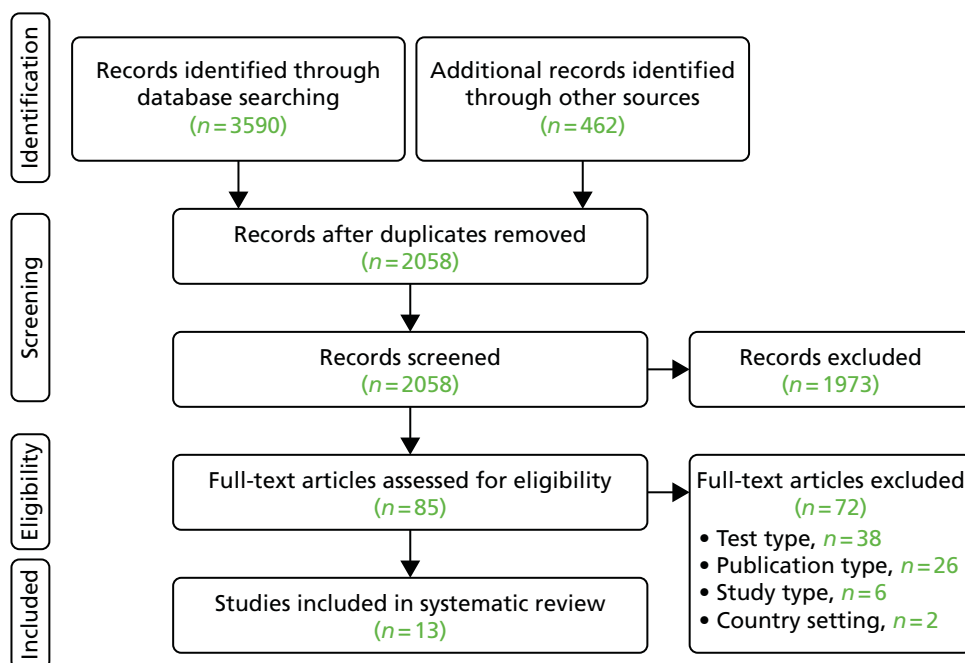 Identification
Records identified through
database searching
(n=3590)
Additional records identified
through other sources
(n=462)
Screening
Records after duplicates removed
(n=2058)
Records screened
(n=2058)
Records excluded
(n=1973)
Eligibility
Full-text articles assessed for eligibility
(n=85)
Full-text articles excluded
(n=72)
• Test type, n=38
• Publication type, n=26
• Study type, n=6
• Country setting, n=2
Included
Studies included in systematic review
(n=13)